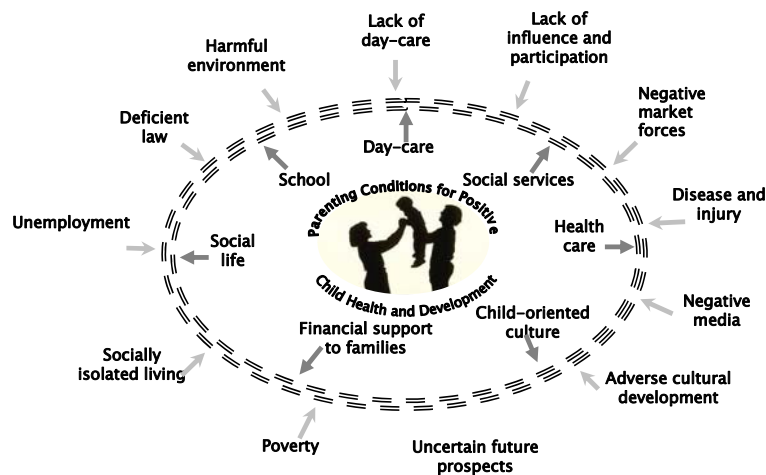 Lack of
day-care
Lack of
influence and
participation
Harmful
environment
Negative
market
forces
Deficient
law
Day-care
School
Social services
Parenting Conditions for Positive
Disease and
injury
Unemployment
Social
life
Health
care
Child Health and Development
Negative
media
Child-oriented
culture
Financial support
to families
Socially
isolated living
Adverse cultural
development
Poverty
Uncertain future
prospects